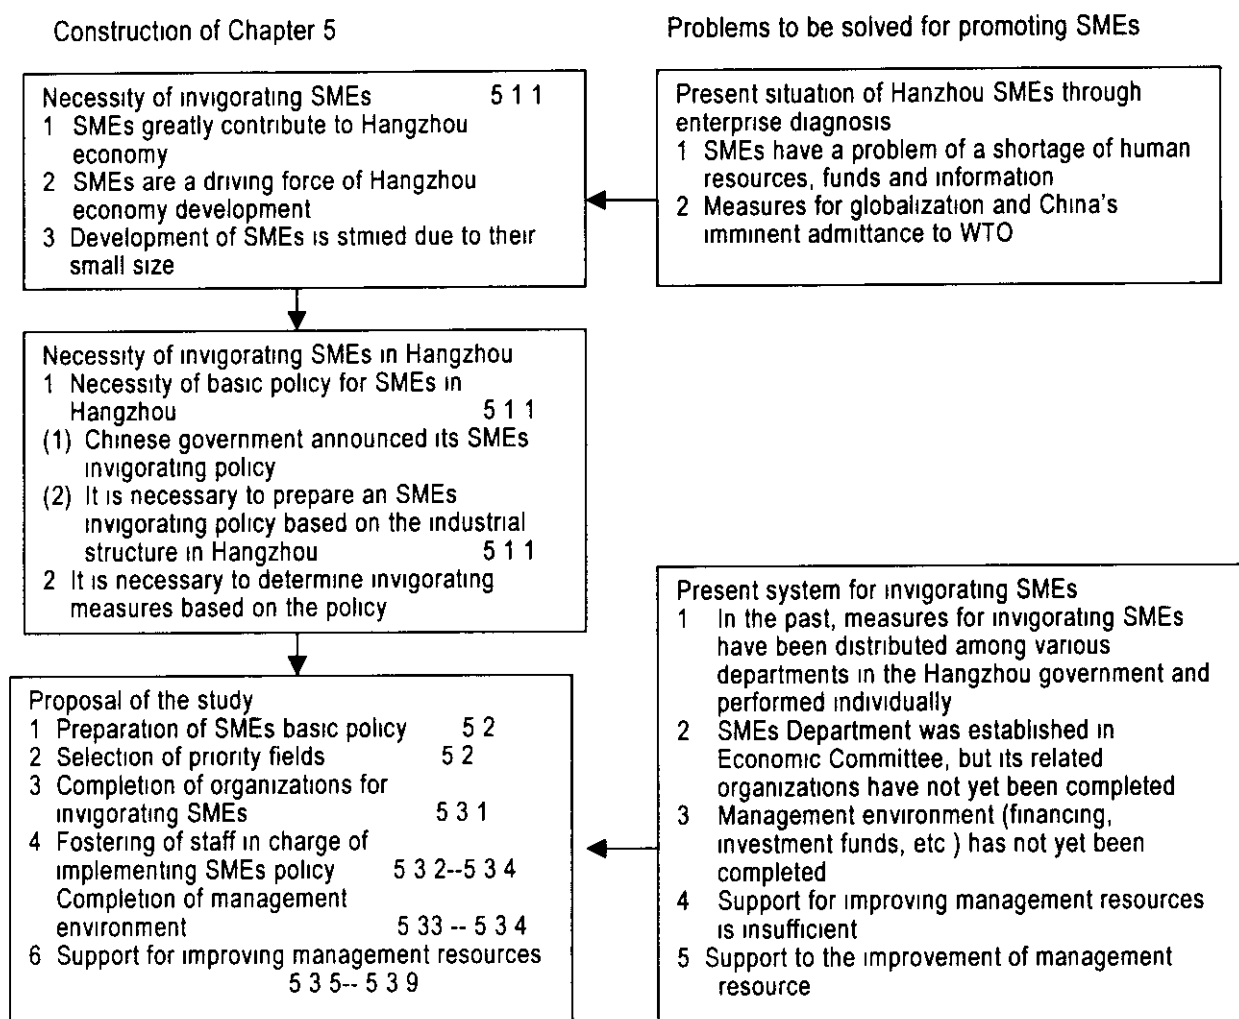 Construction of Chapter 5
Necessity of invigorating SMEs 5 1 1
1 SMEs greatly contribute to Hangzhou
economy
2 SMEs are a driving force of Hangzhou
economy development
3 Development of SMEs is stmied due to their
small size
Necessity of invigorating SMEs in Hangzhou
1 Necessity of basic policy for SMEs in
Hangzhou 5 1 1
(1) Chinese government announced its SMEs
invigorating policy
(2) It is necessary to prepare an SMEs
invigorating policy based on the industrial
structure in Hangzhou 5 1 1
2 It is necessary to determine invigorating
measures based on the policy
Proposal of the study
1 Preparation of SMEs basic policy 5 2
2 Selection of priority fields 5 2
3 Completion of organizations for
invigorating SMEs 5 3 1
4 Fostering of staff in charge of
implementing SMEs policy 5 3 2--5 3 4
Completion of management
environment 5 33 -- 5 3 4
6 Support for improving management resources
5 3 5-- 5 3 9
Problems to be solved for promoting SMEs
Present situation of Hanzhou SMEs through
enterprise diagnosis
1 SMEs have a problem of a shortage of human
resources, funds and information
2 Measures for globalization and China's
imminent admittance to WTO
Present system for invigorating SMEs
1 In the past, measures for invigorating SMEs
have been distributed among various
departments in the Hangzhou government and
performed individually
2 SMEs Department was established in
Economic Committee, but its related
organizations have not yet been completed
3 Management environment (financing,
investment funds, etc ) has not yet been
completed
4 Support for improving management resources
is insufficient
5 Support to the improvement of management
resource